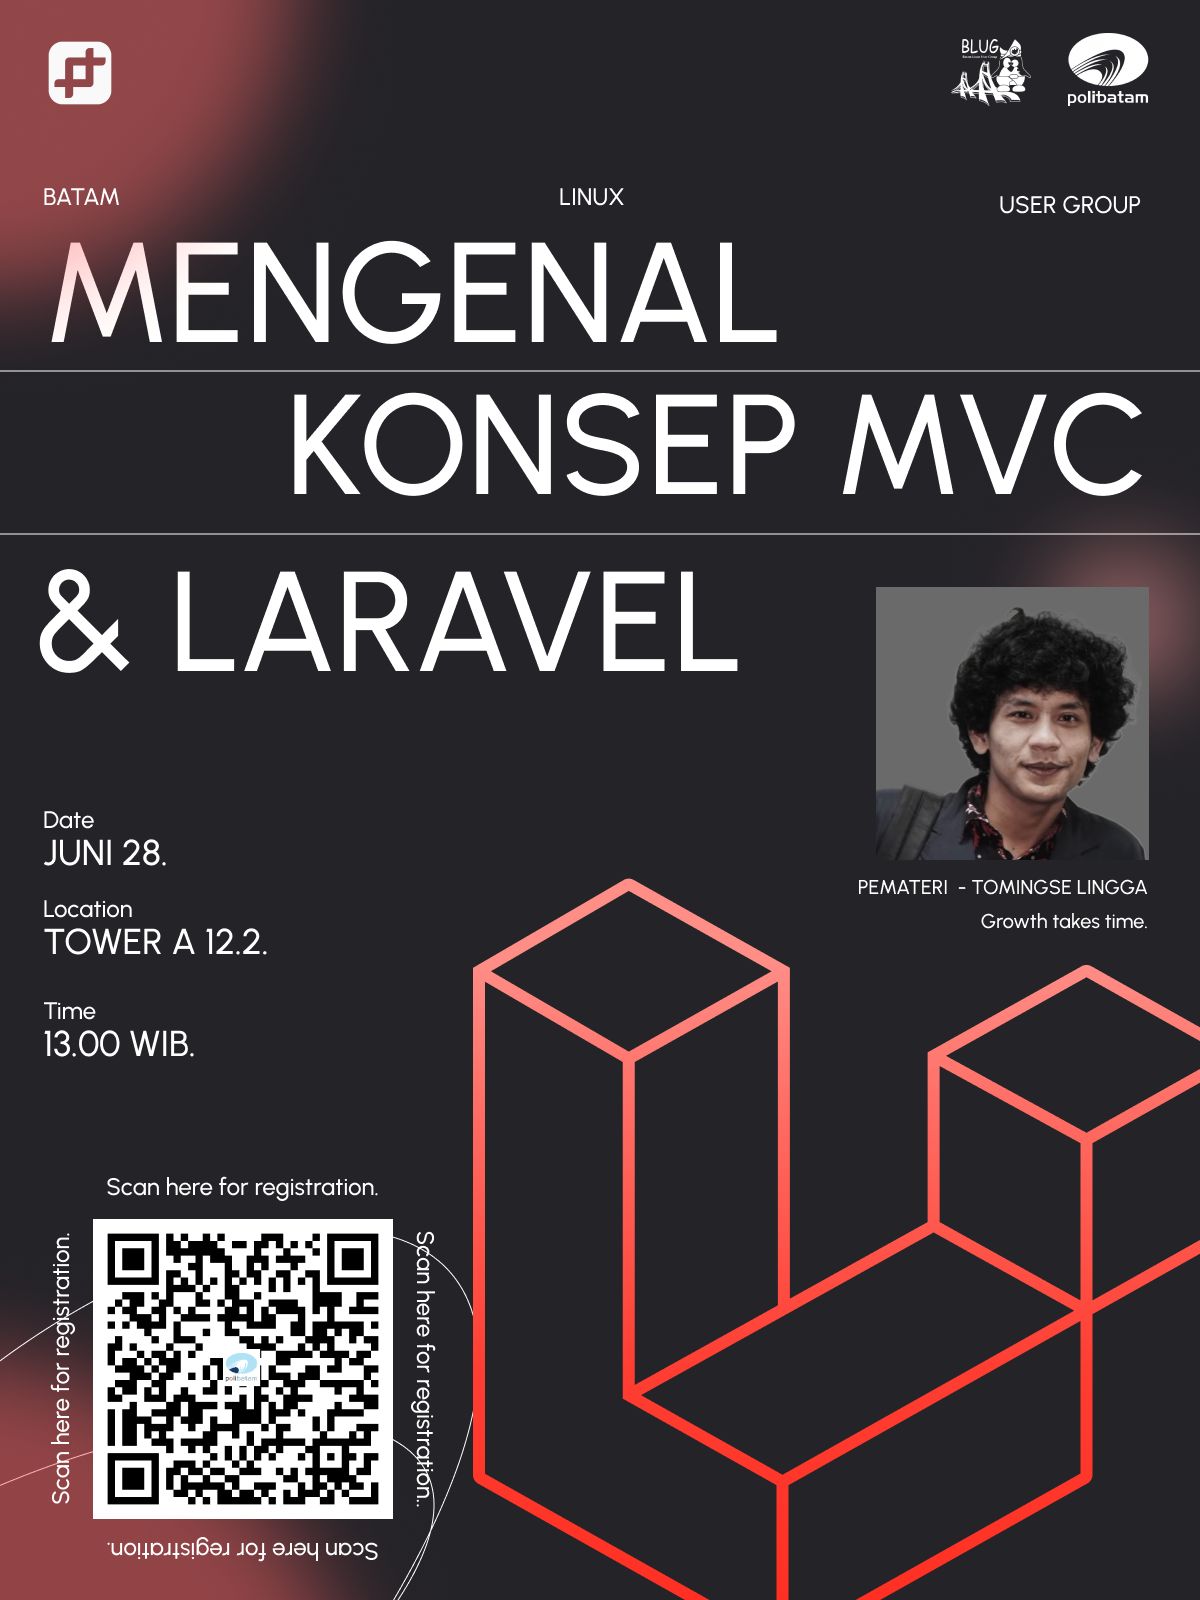 BLUG
polibatam
BATAM LINUX USER GROUP
MENGENAL
KONSEP MVC
& LARAVEL
Date
JUNI 28.
Location
TOWER A 12.2.
Time
13.00 WIB.
PEMATERI - TOMINGSE LINGGA
Growth takes time.
Scan here for registration.
Scan here for registration.
Scan here for registration..
polibatam
Scan here for registration.